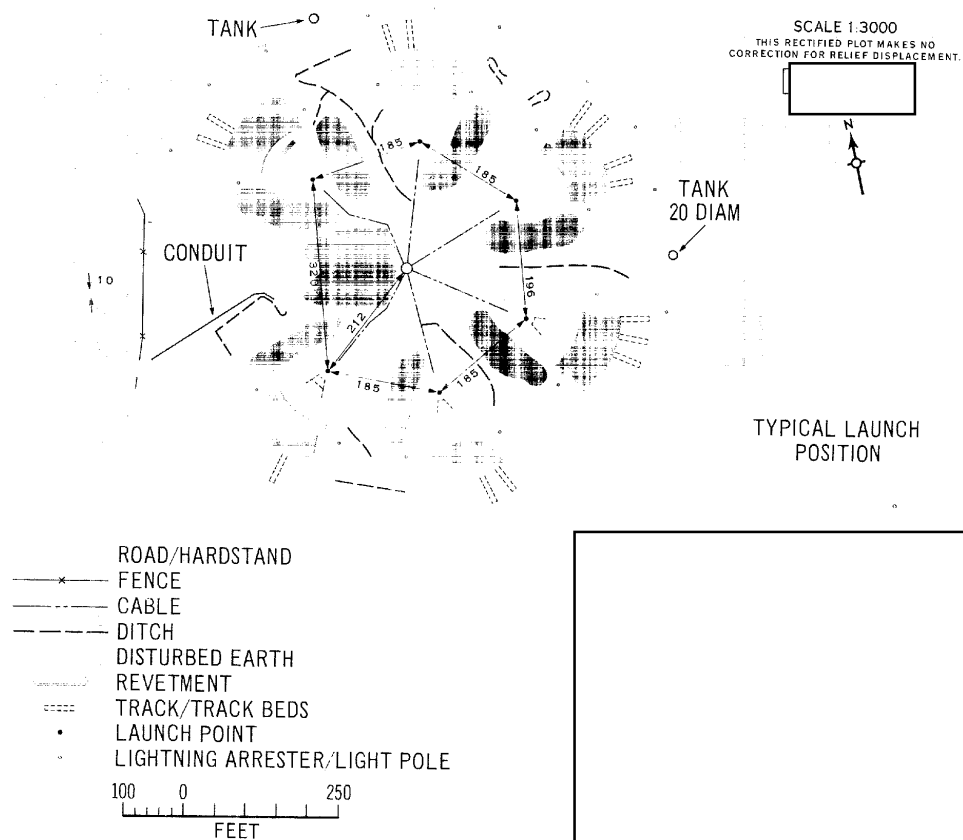 TANK
SCALE 1:3000
THIS RECTIFIED PLOT MAKES NO
CORRECTION FOR RELIEF DISPLACEMENT.
N
185
185
TANK
20 DIAM
CONDUIT
10
320
196
212
185
185
TYPICAL LAUNCH
POSITION
ROAD/HARDSTAND
FENCE
CABLE
DITCH
DISTURBED EARTH
REVETMENT
TRACK/TRACK BEDS
LAUNCH POINT
LIGHTNING ARRESTER/LIGHT POLE
100 0 250
FEET